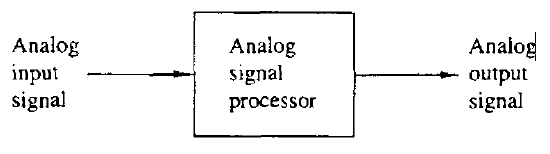 Analog
input
signal
Analog
signal
processor
Analog
output
signal